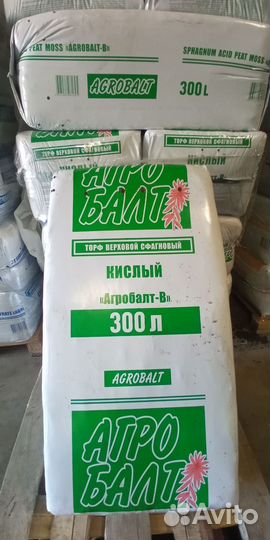 PEAT MOSS «AGROBALT-B»
SPHAGNUM ACID PEAT MOSS
AGROBALT
300 L
ТОРФ ВЕРХОВОЙ СФАГНОВЫЙ
КИСЛЫЙ
АГРО
БАЛТ
ТОРФ ВЕРХОВОЙ СФАГНОВЫЙ
КИСЛЫЙ
«Агробалт-В»
300 л
AGROBALT
АГРО
БАЛТ
Avito